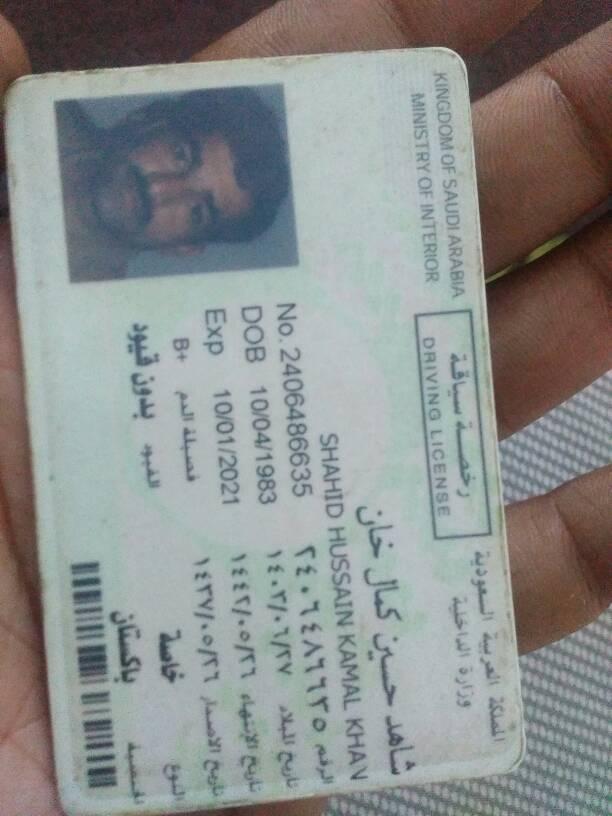 KINGDOM OF SAUDI ARABIA
MINISTRY OF INTERIOR
المملكة العربية السعودية
وزارة الداخلية
رخصة سياقة
DRIVING LICENSE
شاهد حسين كمال خان
SHAHID HUSSAIN KAMAL KHAN
No. 2406486635 الرقم ٢٤٠٦٤٨٦٦٣٥
DOB 10/04/1983 تاريخ الميلاد ١٤٠٣/٠٦/٢٧
Exp 10/01/2021 تاريخ الانتهاء ١٤٤٢/٠٥/٢٦
تاريخ الاصدار ١٤٣٧/٠٥/٢٦
النوع خاصة
فصيلة الدم B+
الجنسية باكستان
القيود بدون قيود